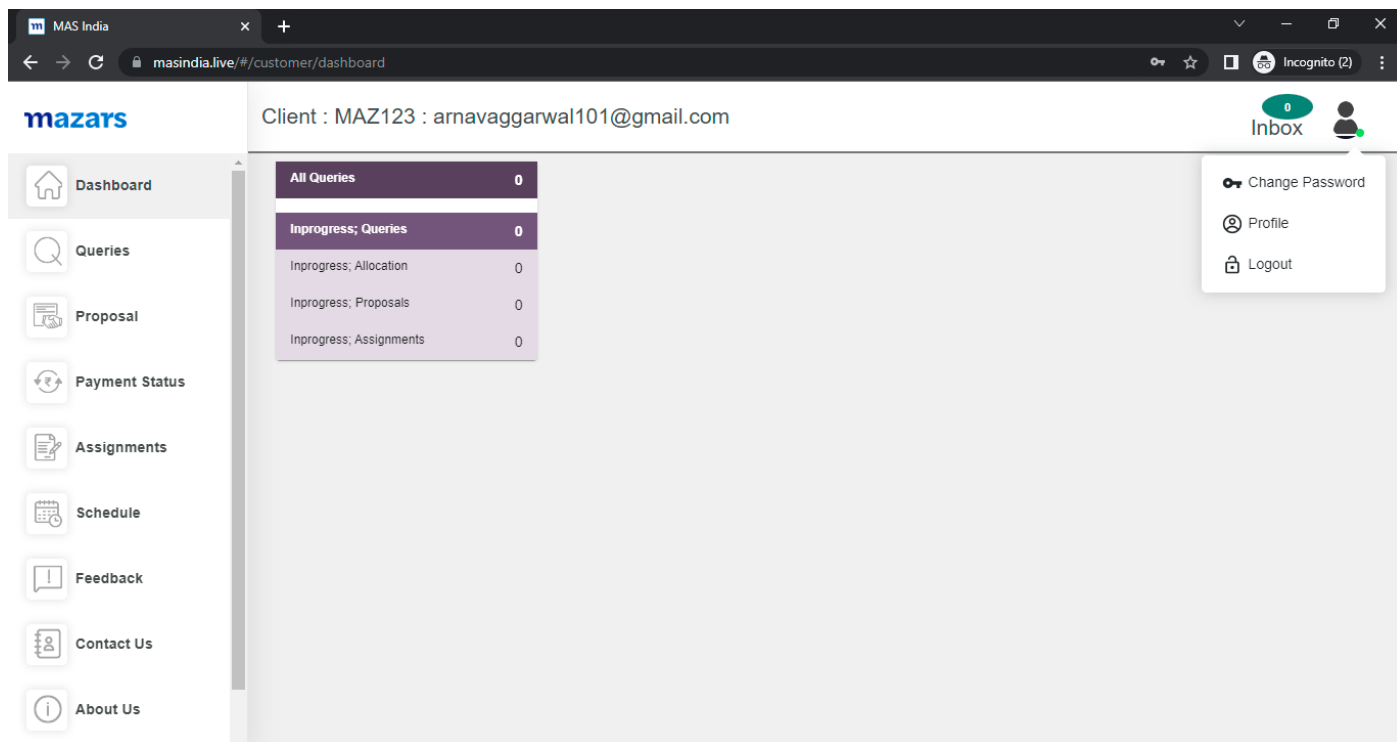 m MAS India
masindia.live/#/customer/dashboard
Incognito (2)
mazars
Client : MAZ123 : arnavaggarwal101@gmail.com
0
Inbox
Dashboard
Queries
Proposal
Payment Status
Assignments
Schedule
Feedback
Contact Us
About Us
All Queries 0
Inprogress; Queries 0
Inprogress; Allocation 0
Inprogress; Proposals 0
Inprogress; Assignments 0
Change Password
Profile
Logout